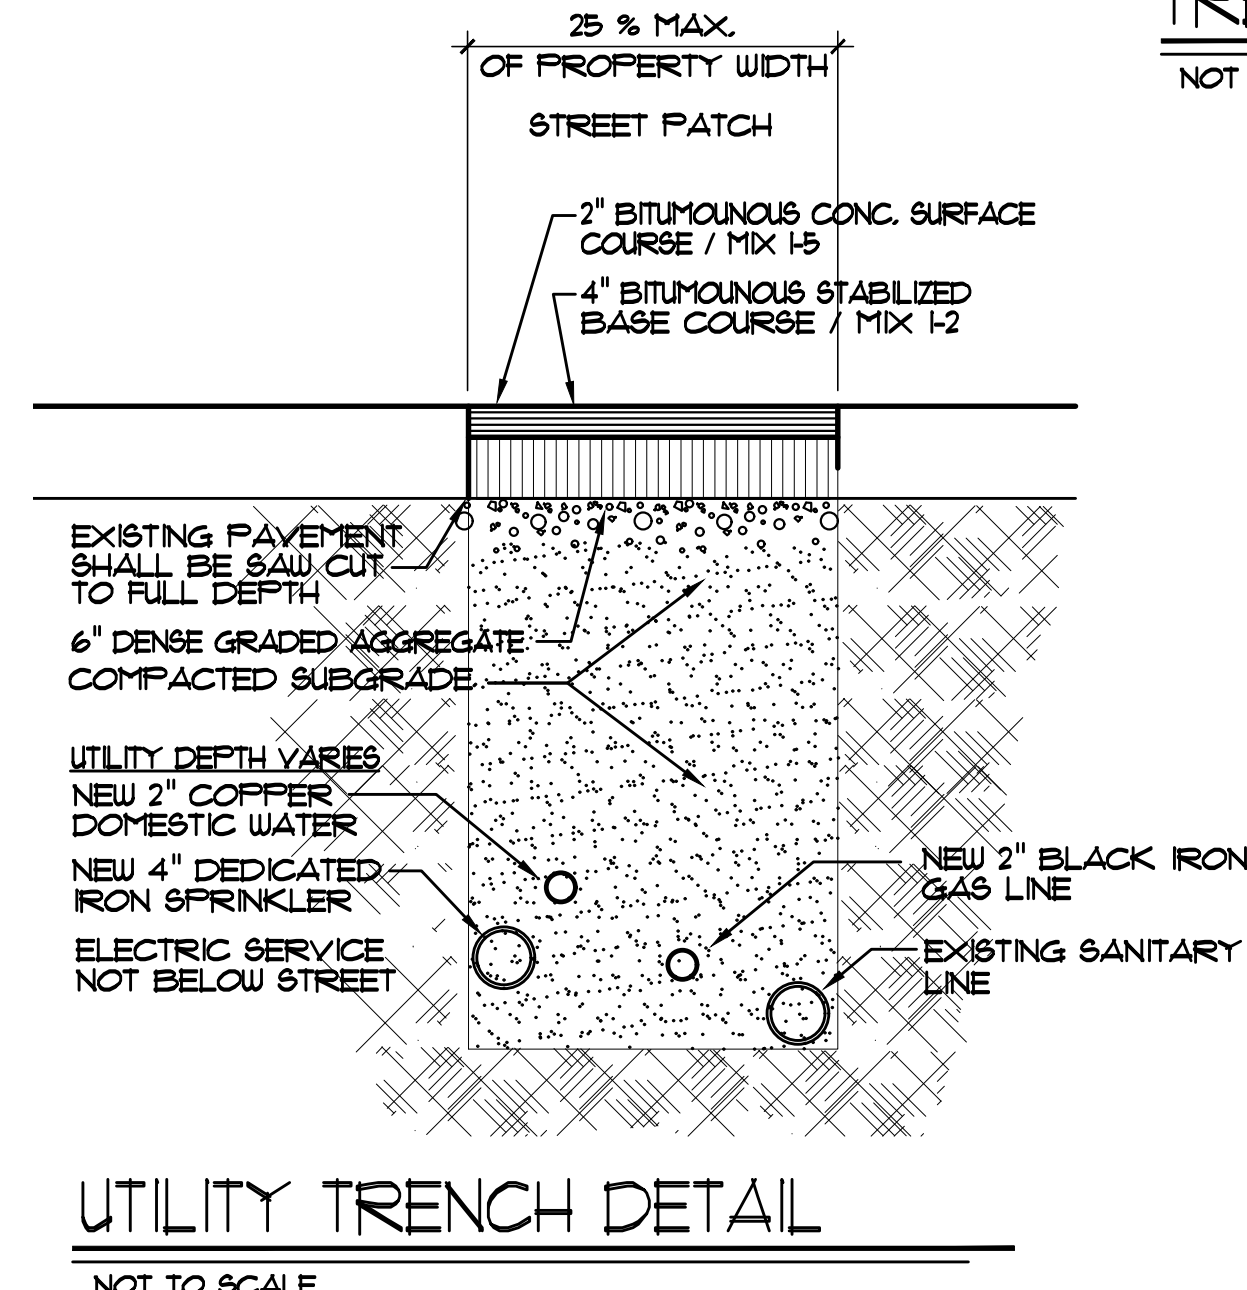 25 % MAX.
OF PROPERTY WIDTH
STREET PATCH
NOT
2" BITUMOUNOUS CONC. SURFACE
COURSE / MIX I-5
4" BITUMOUNOUS STABILIZED
BASE COURSE / MIX I-2
EXISTING PAVEMENT
SHALL BE SAW CUT
TO FULL DEPTH
6" DENSE GRADED AGGREGATE
COMPACTED SUBGRADE
UTILITY DEPTH VARIES
NEW 2" COPPER
DOMESTIC WATER
NEW 4" DEDICATED
IRON SPRINKLER
ELECTRIC SERVICE
NOT BELOW STREET
NEW 2" BLACK IRON
GAS LINE
EXISTING SANITARY
LINE
UTILITY TRENCH DETAIL
NOT TO SCALE